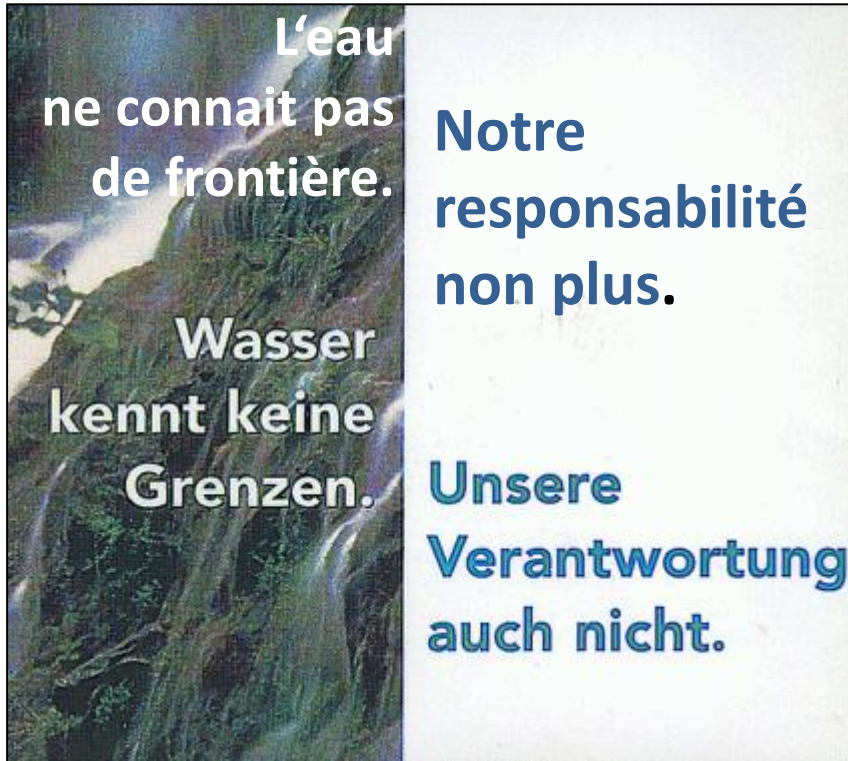 L‘eau
ne connait pas
de frontière.
Wasser
kennt keine
Grenzen.
Notre
responsabilité
non plus.
Unsere
Verantwortung
auch nicht.